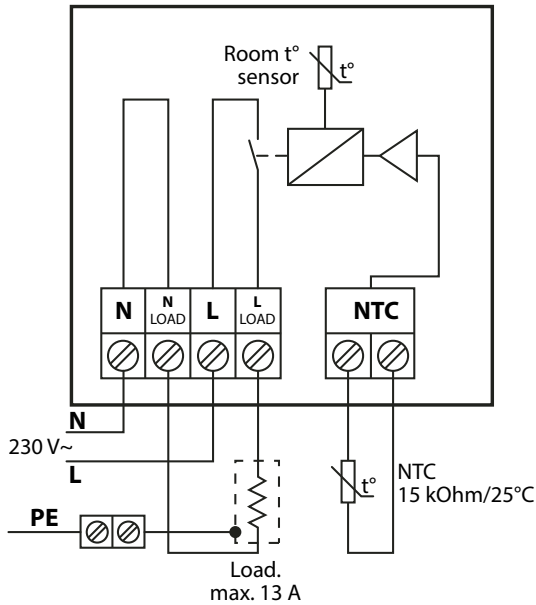 Room t°
sensor
t°
N
N
LOAD
L
L
LOAD
NTC
N
230 V~
L
PE
t°
NTC
15 kOhm/25°C
Load.
max. 13 A